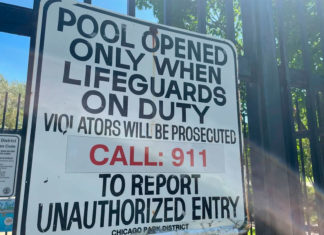 POOL OPENED
ONLY WHEN
LIFEGUARDS
ON DUTY
VIOLATORS WILL BE PROSECUTED
CALL: 911
TO REPORT
UNAUTHORIZED ENTRY
CHICAGO PARK DISTRICT